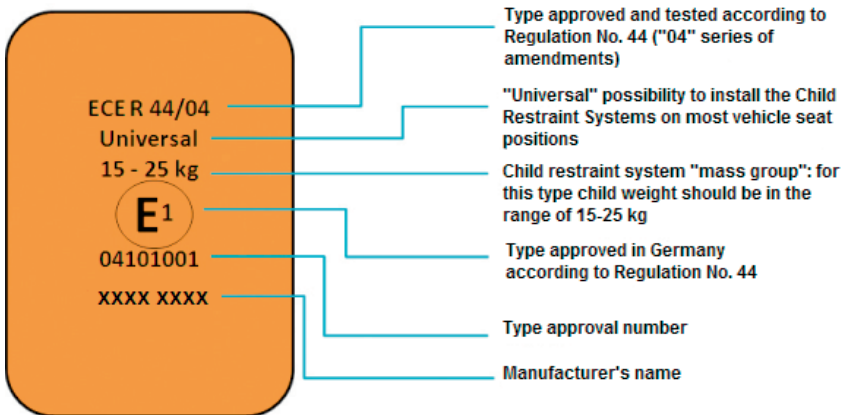 ECE R 44/04
Universal
15 - 25 kg
E1
04101001
XXXX XXXX
Type approved and tested according to
Regulation No. 44 ("04" series of
amendments)
"Universal" possibility to install the Child
Restraint Systems on most vehicle seat
positions
Child restraint system "mass group": for
this type child weight should be in the
range of 15-25 kg
Type approved in Germany
according to Regulation No. 44
Type approval number
Manufacturer's name